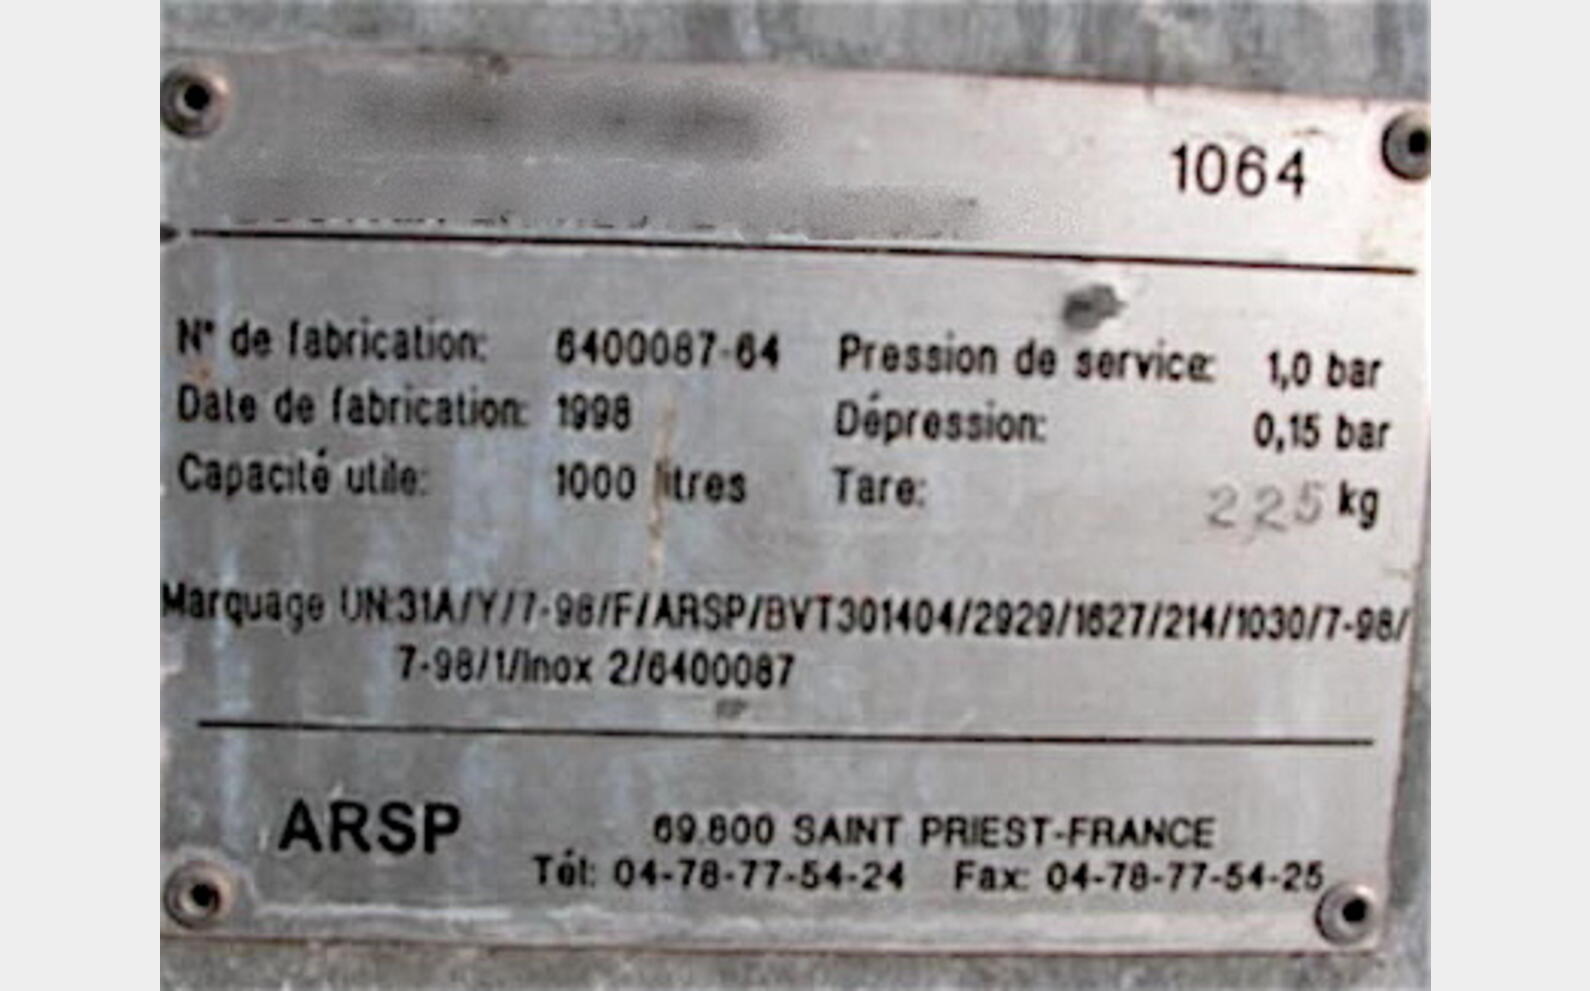 1064
N° de fabrication: 6400087-64 Pression de service: 1,0 bar
Date de fabrication: 1998 Dépression: 0,15 bar
Capacité utile: 1000 litres Tare: 225 kg
Marquage UN:31A/Y/7-98/F/ARSP/BVT301404/2929/1627/214/1030/7-98/
7-98/1/Inox 2/6400087
ARSP 69.800 SAINT PRIEST-FRANCE
Tél: 04-78-77-54-24 Fax: 04-78-77-54-25